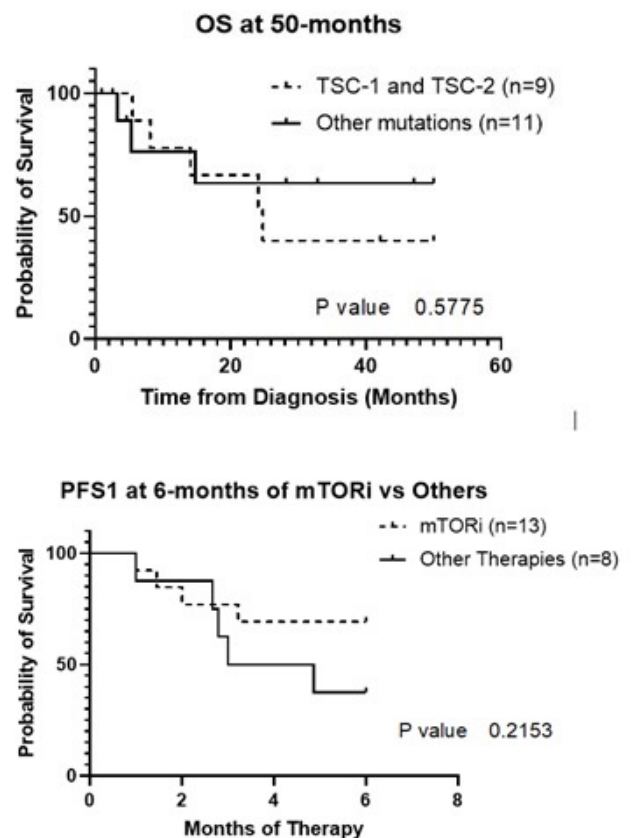 OS at 50-months
TSC-1 and TSC-2 (n=9)
Other mutations (n=11)
Probability of Survival
100
50
0
P value 0.5775
0 20 40 60
Time from Diagnosis (Months)
PFS1 at 6-months of mTORi vs Others
mTORi (n=13)
Other Therapies (n=8)
Probability of Survival
100
50
0
P value 0.2153
0 2 4 6 8
Months of Therapy